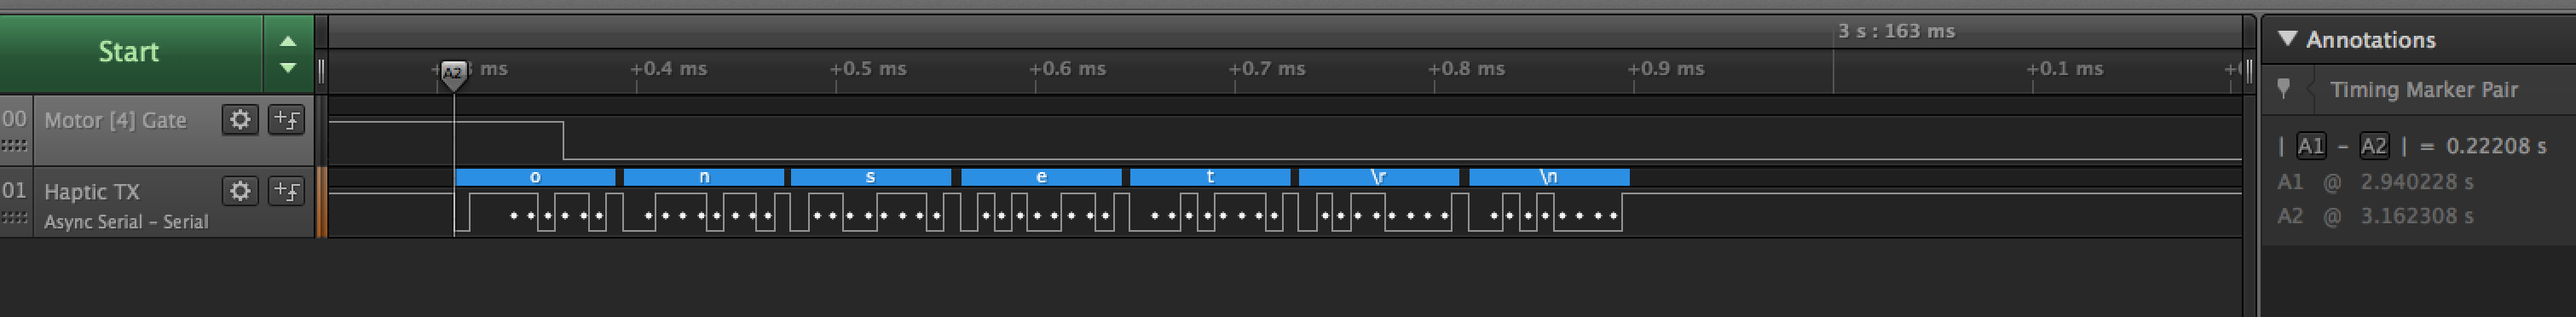 Start
3 s : 163 ms
+0.4 ms +0.5 ms +0.6 ms +0.7 ms +0.8 ms +0.9 ms +0.1 ms
A2 ms
Annotations
Timing Marker Pair
00 Motor [4] Gate
| A1 - A2 | = 0.22208 s
A1 @ 2.940228 s
A2 @ 3.162308 s
01 Haptic TX
Async Serial - Serial
o n s e t \r \n